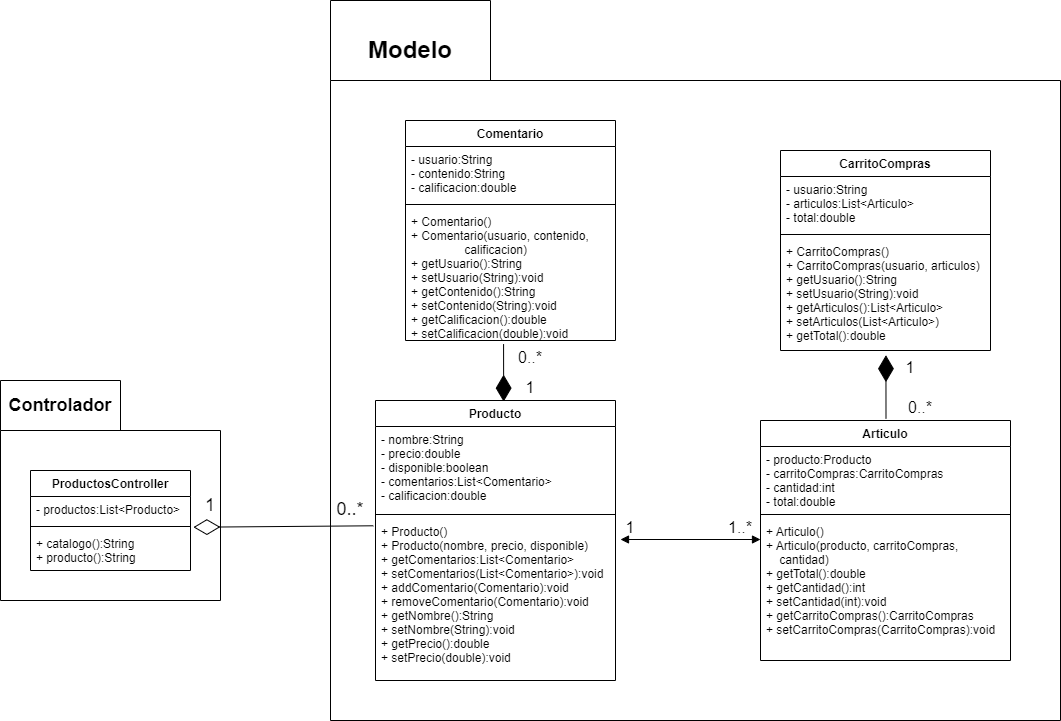 Modelo
Comentario
- usuario:String
- contenido:String
- calificacion:double
+ Comentario()
+ Comentario(usuario, contenido,
calificacion)
+ getUsuario():String
+ setUsuario(String):void
+ getContenido():String
+ setContenido(String):void
+ getCalificacion():double
+ setCalificacion(double):void
CarritoCompras
- usuario:String
- articulos:List<Articulo>
- total:double
+ CarritoCompras()
+ CarritoCompras(usuario, articulos)
+ getUsuario():String
+ setUsuario(String):void
+ getArticulos():List<Articulo>
+ setArticulos(List<Articulo>)
+ getTotal():double
0..*
1
1
0..*
Controlador
ProductosController
- productos:List<Producto>
+ catalogo():String
+ producto():String
1
0..*
Producto
- nombre:String
- precio:double
- disponible:boolean
- comentarios:List<Comentario>
- calificacion:double
+ Producto()
+ Producto(nombre, precio, disponible)
+ getComentarios:List<Comentario>
+ setComentarios(List<Comentario>):void
+ addComentario(Comentario):void
+ removeComentario(Comentario):void
+ getNombre():String
+ setNombre(String):void
+ getPrecio():double
+ setPrecio(double):void
1
1..*
Articulo
- producto:Producto
- carritoCompras:CarritoCompras
- cantidad:int
- total:double
+ Articulo()
+ Articulo(producto, carritoCompras,
cantidad)
+ getTotal():double
+ getCantidad():int
+ setCantidad(int):void
+ getCarritoCompras():CarritoCompras
+ setCarritoCompras(CarritoCompras):void